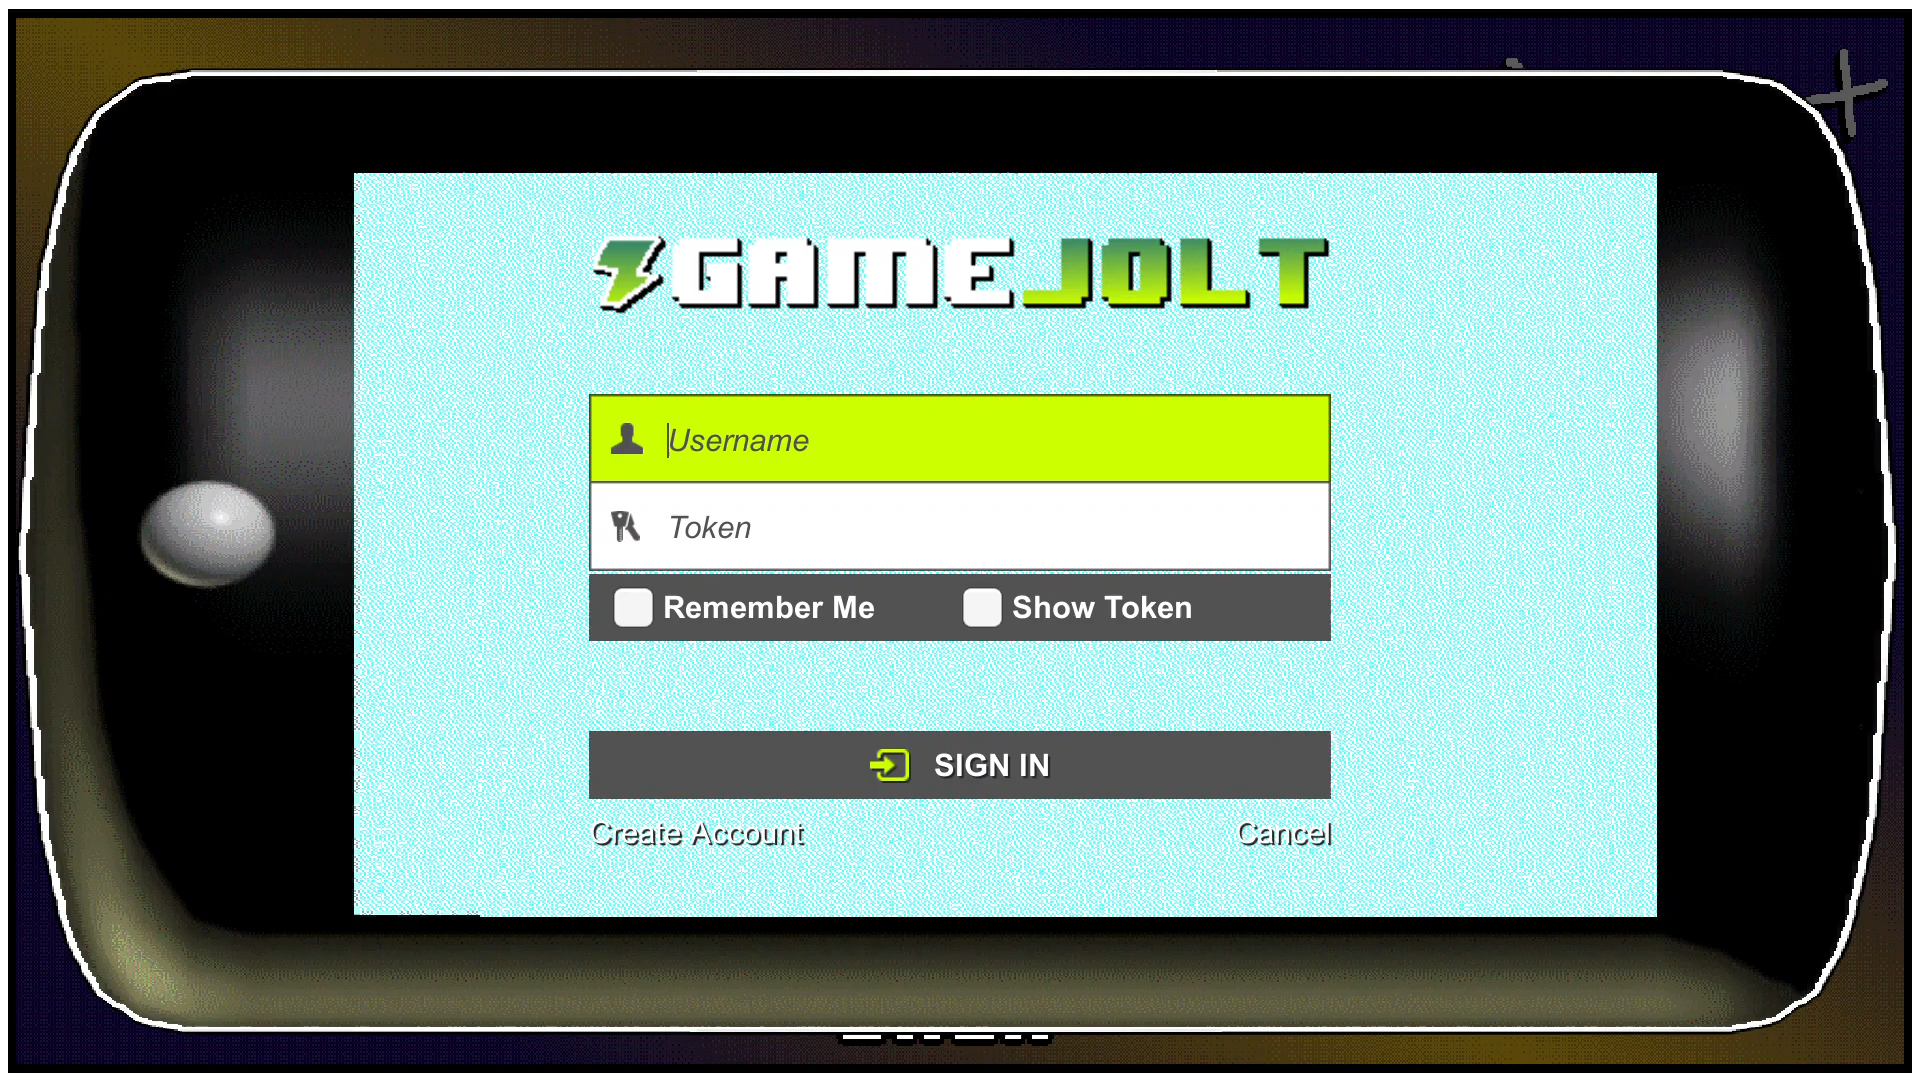 GAMEJOLT
Username
Token
Remember Me
Show Token
SIGN IN
Create Account
Cancel